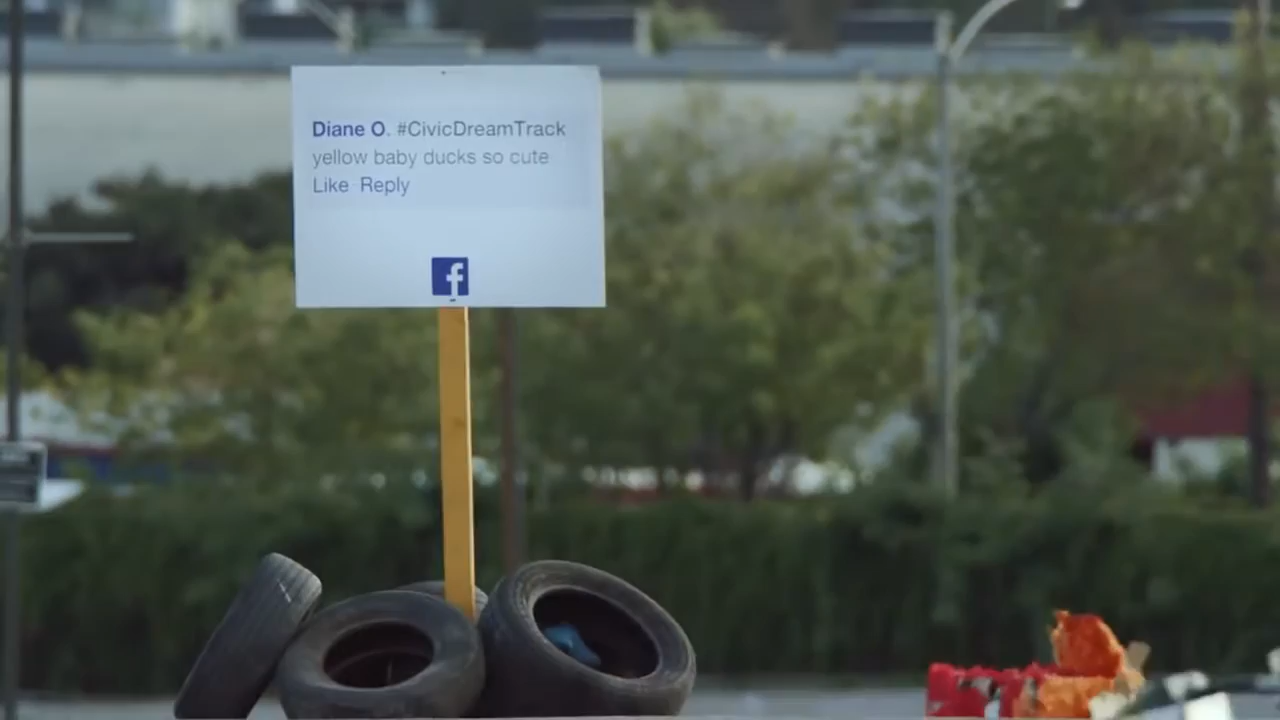 Diane O. #CivicDreamTrack
yellow baby ducks so cute
Like Reply
f